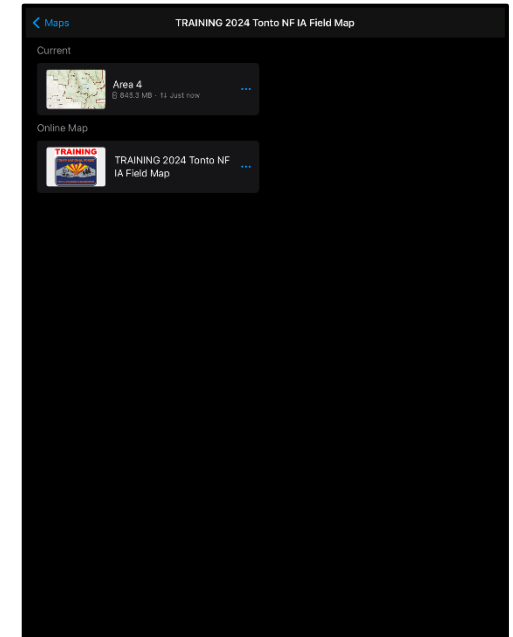 Maps
TRAINING 2024 Tonto NF IA Field Map
Current
Area 4
845.3 MB - ↑↓ Just now
Online Map
TRAINING
TRAINING 2024 Tonto NF
IA Field Map